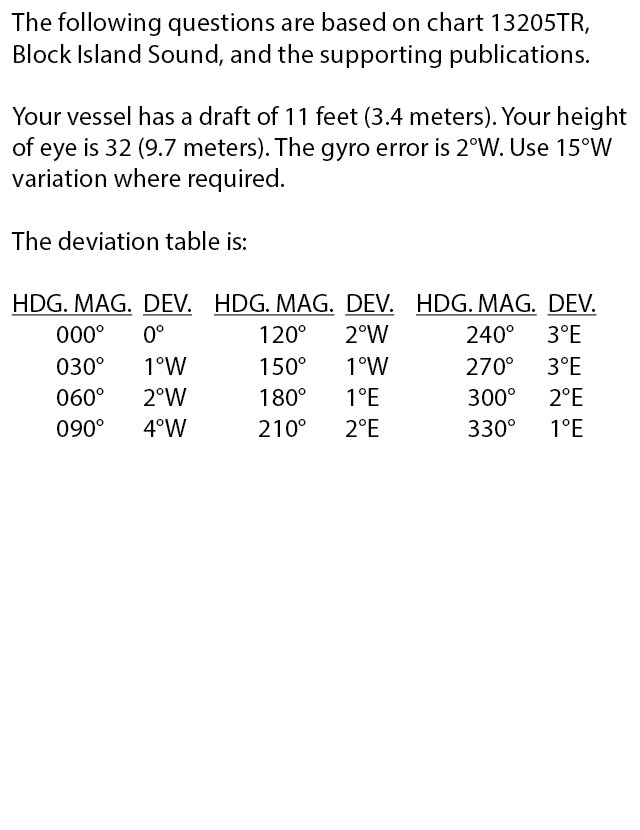 The following questions are based on chart 13205TR,
Block Island Sound, and the supporting publications.
Your vessel has a draft of 11 feet (3.4 meters). Your height
of eye is 32 (9.7 meters). The gyro error is 2°W. Use 15°W
variation where required.
The deviation table is:
HDG. MAG. DEV. HDG. MAG. DEV. HDG. MAG. DEV.
000° 0° 120° 2°W 240° 3°E
030° 1°W 150° 1°W 270° 3°E
060° 2°W 180° 1°E 300° 2°E
090° 4°W 210° 2°E 330° 1°E